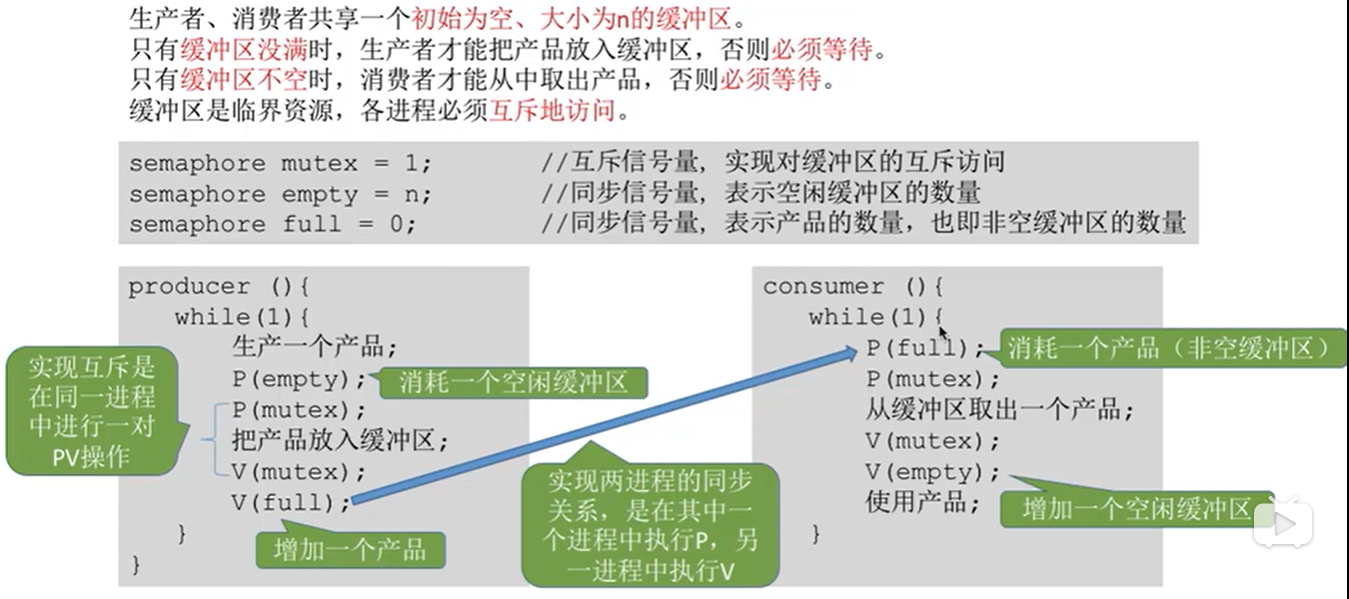 生产者、消费者共享一个初始为空、大小为n的缓冲区。
只有缓冲区没满时，生产者才能把产品放入缓冲区，否则必须等待。
只有缓冲区不空时，消费者才能从中取出产品，否则必须等待。
缓冲区是临界资源，各进程必须互斥地访问。
semaphore mutex = 1; //互斥信号量，实现对缓冲区的互斥访问
semaphore empty = n; //同步信号量，表示空闲缓冲区的数量
semaphore full = 0; //同步信号量，表示产品的数量，也即非空缓冲区的数量
producer (){
while(1){
生产一个产品;
P(empty);
消耗一个空闲缓冲区
P(mutex);
把产品放入缓冲区;
V(mutex);
V(full);
增加一个产品
}
}
实现互斥是
在同一进程
中进行一对
PV操作
实现两进程的同步
关系，是在其中一
个进程中执行P，另
一进程中执行V
consumer (){
while(1){
P(full);
消耗一个产品（非空缓冲区）
P(mutex);
从缓冲区取出一个产品;
V(mutex);
V(empty);
增加一个空闲缓冲区
使用产品;
}